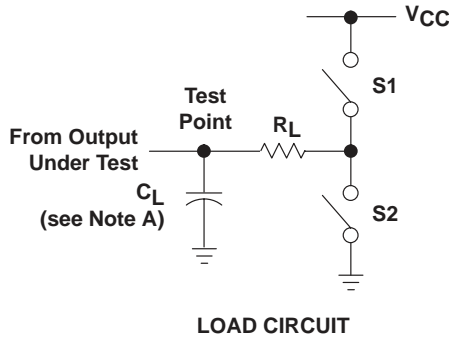 VCC
S1
Test
Point
RL
From Output
Under Test
CL
(see Note A)
S2
LOAD CIRCUIT